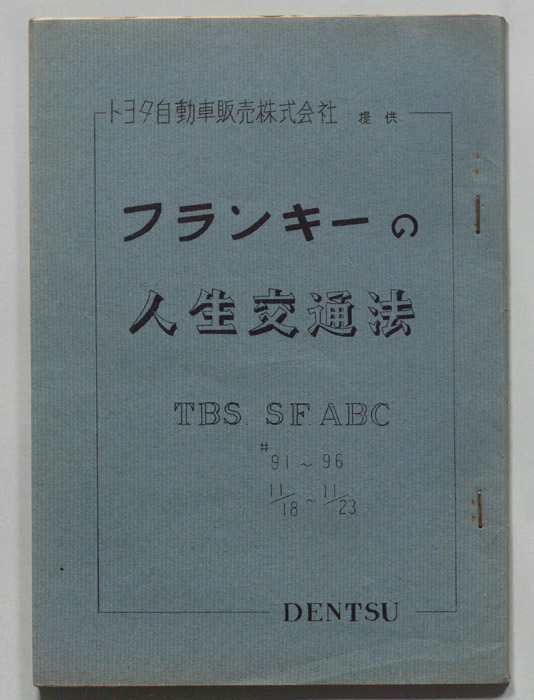 トヨタ自動車販売株式会社 提供
フランキーの
人生交通法
TBS. SF. ABC
# 91～96
11/18～11/23
DENTSU